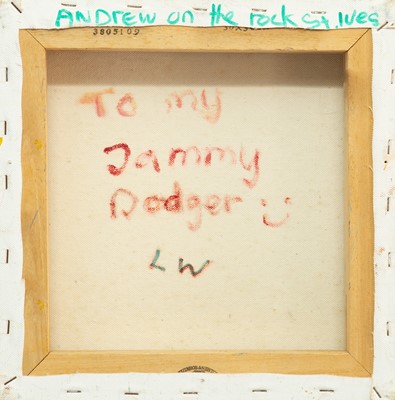 ANDREW on the rock St. Ives
3805109
To my
Jammy
Dodger :)
LW